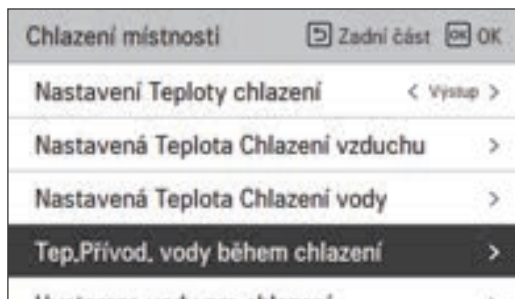 Chlazení místnosti Zadní část OK OK
Nastavení Teploty chlazení < Výstup >
Nastavená Teplota Chlazení vzduchu >
Nastavená Teplota Chlazení vody >
Tep.Přívod. vody během chlazení >